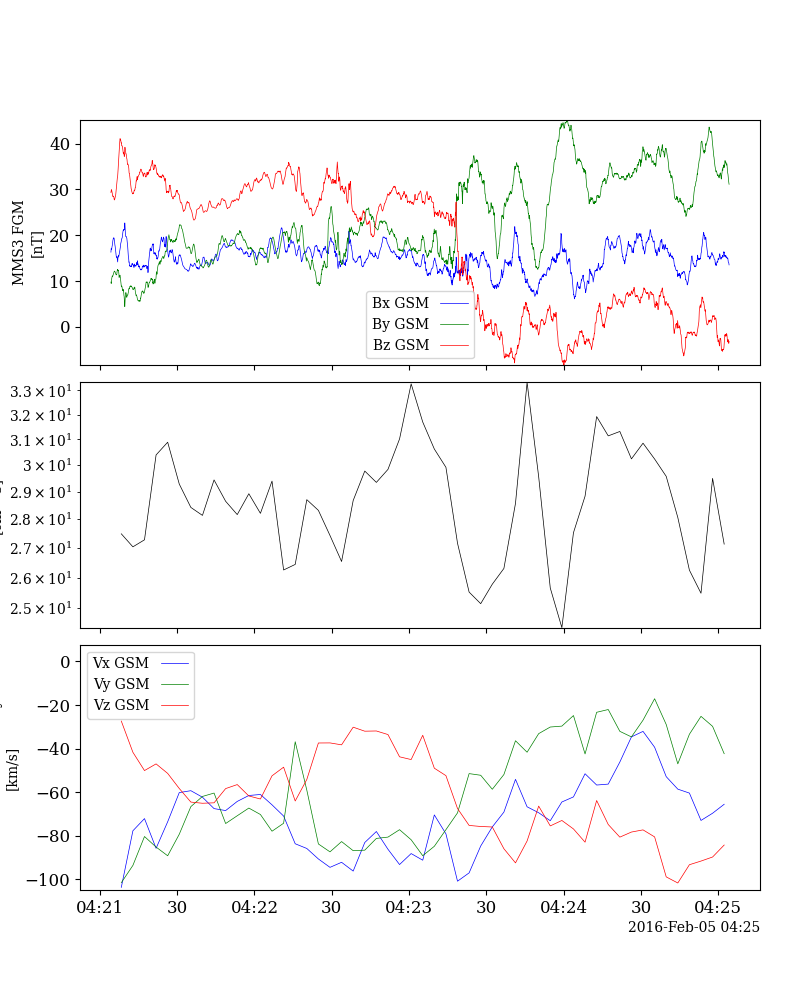 40
30
20
10
0
MMS3 FGM
[nT]
Bx GSM
By GSM
Bz GSM
3.3 × 10¹
3.2 × 10¹
3.1 × 10¹
3 × 10¹
2.9 × 10¹
2.8 × 10¹
2.7 × 10¹
2.6 × 10¹
2.5 × 10¹
0
−20
−40
−60
−80
−100
[km/s]
Vx GSM
Vy GSM
Vz GSM
04:21 30 04:22 30 04:23 30 04:24 30 04:25
2016-Feb-05 04:25